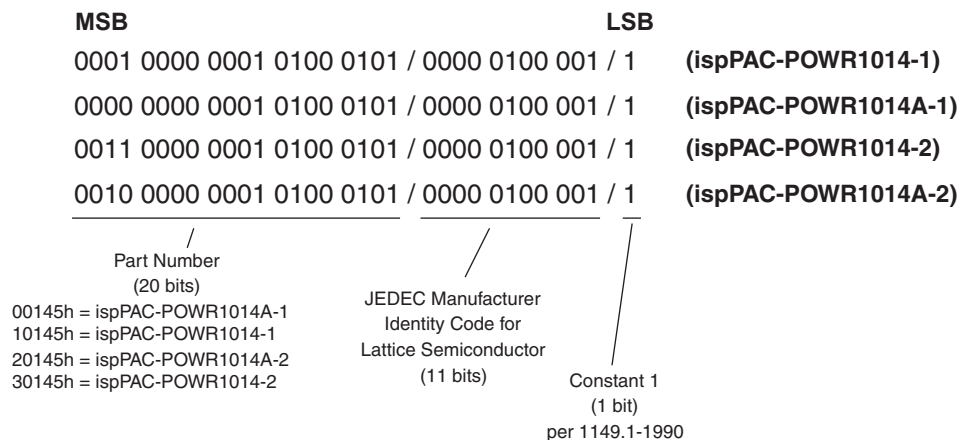 MSB LSB
0001 0000 0001 0100 0101 / 0000 0100 001 / 1 (ispPAC-POWR1014-1)
0000 0000 0001 0100 0101 / 0000 0100 001 / 1 (ispPAC-POWR1014A-1)
0011 0000 0001 0100 0101 / 0000 0100 001 / 1 (ispPAC-POWR1014-2)
0010 0000 0001 0100 0101 / 0000 0100 001 / 1 (ispPAC-POWR1014A-2)
Part Number
(20 bits)
00145h = ispPAC-POWR1014A-1
10145h = ispPAC-POWR1014-1
20145h = ispPAC-POWR1014A-2
30145h = ispPAC-POWR1014-2
JEDEC Manufacturer
Identity Code for
Lattice Semiconductor
(11 bits)
Constant 1
(1 bit)
per 1149.1-1990